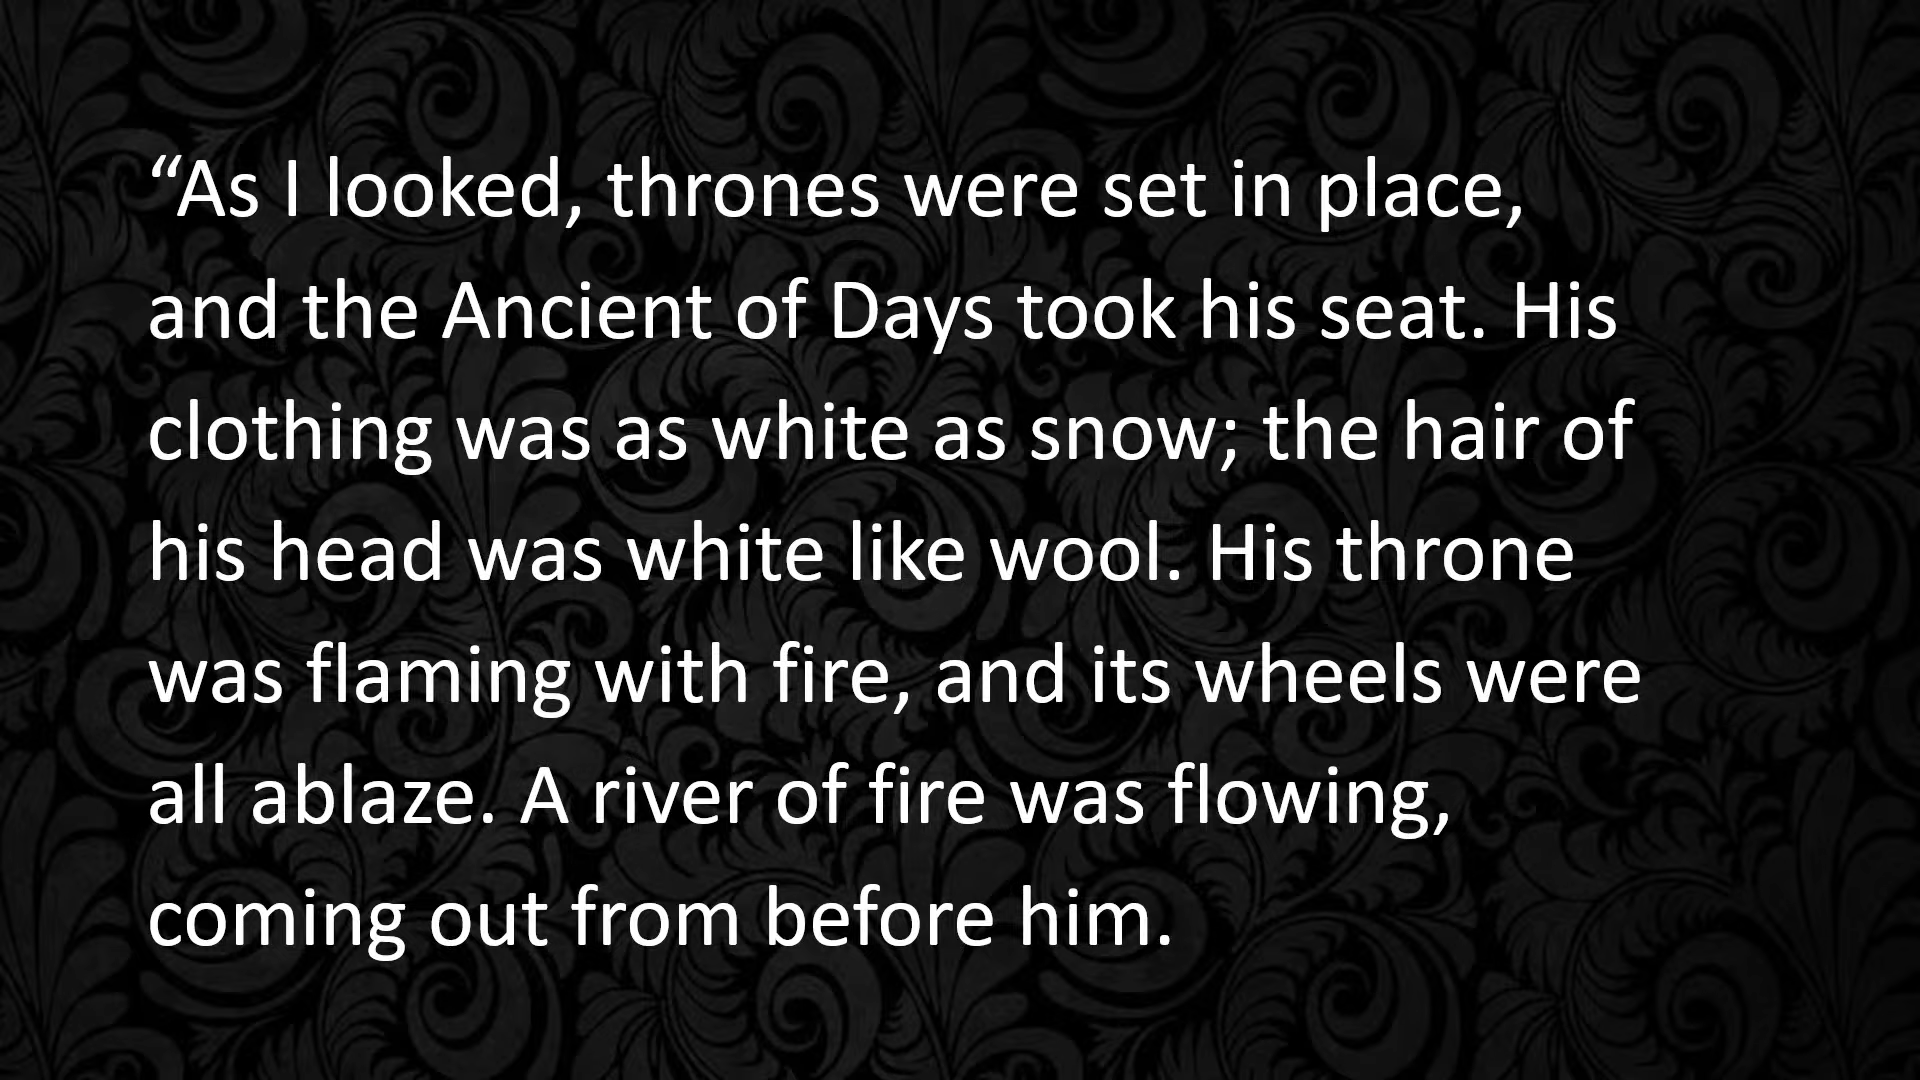 “As I looked, thrones were set in place,
and the Ancient of Days took his seat. His
clothing was as white as snow; the hair of
his head was white like wool. His throne
was flaming with fire, and its wheels were
all ablaze. A river of fire was flowing,
coming out from before him.